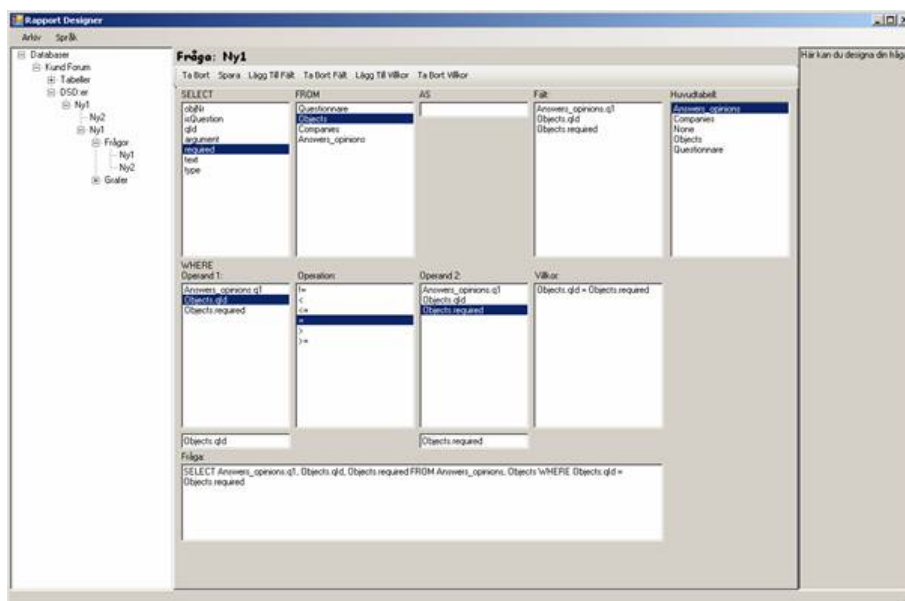 Rapport Designer
Arkiv Språk
Databaser
Kund Forum
Tabeller
DSD:er
Ny1
Ny2
Ny1
Frågor
Ny1
Ny2
Grafer
Fråga: Ny1
Ta Bort Spara Lägg Till Fält Ta Bort Fält Lägg Till Villkor Ta Bort Villkor
SELECT
objNr
isQuestion
qId
argument
required
text
type
FROM
Questionnare
Objects
Companies
Answers_opinions
AS
Fält:
Answers_opinions.q1
Objects.qId
Objects.required
Huvudtabell:
Answers_opinions
Companies
None
Objects
Questionnare
WHERE
Operand 1:
Answers_opinions.q1
Objects.qId
Objects.required
Objects.qId
Operation:
!=
<
<=
=
>
>=
Operand 2:
Answers_opinions.q1
Objects.qId
Objects.required
Objects.required
Villkor:
Objects.qId = Objects.required
Fråga:
SELECT Answers_opinions.q1, Objects.qId, Objects.required FROM Answers_opinions, Objects WHERE Objects.qId =
Objects.required
Här kan du designa din fråg